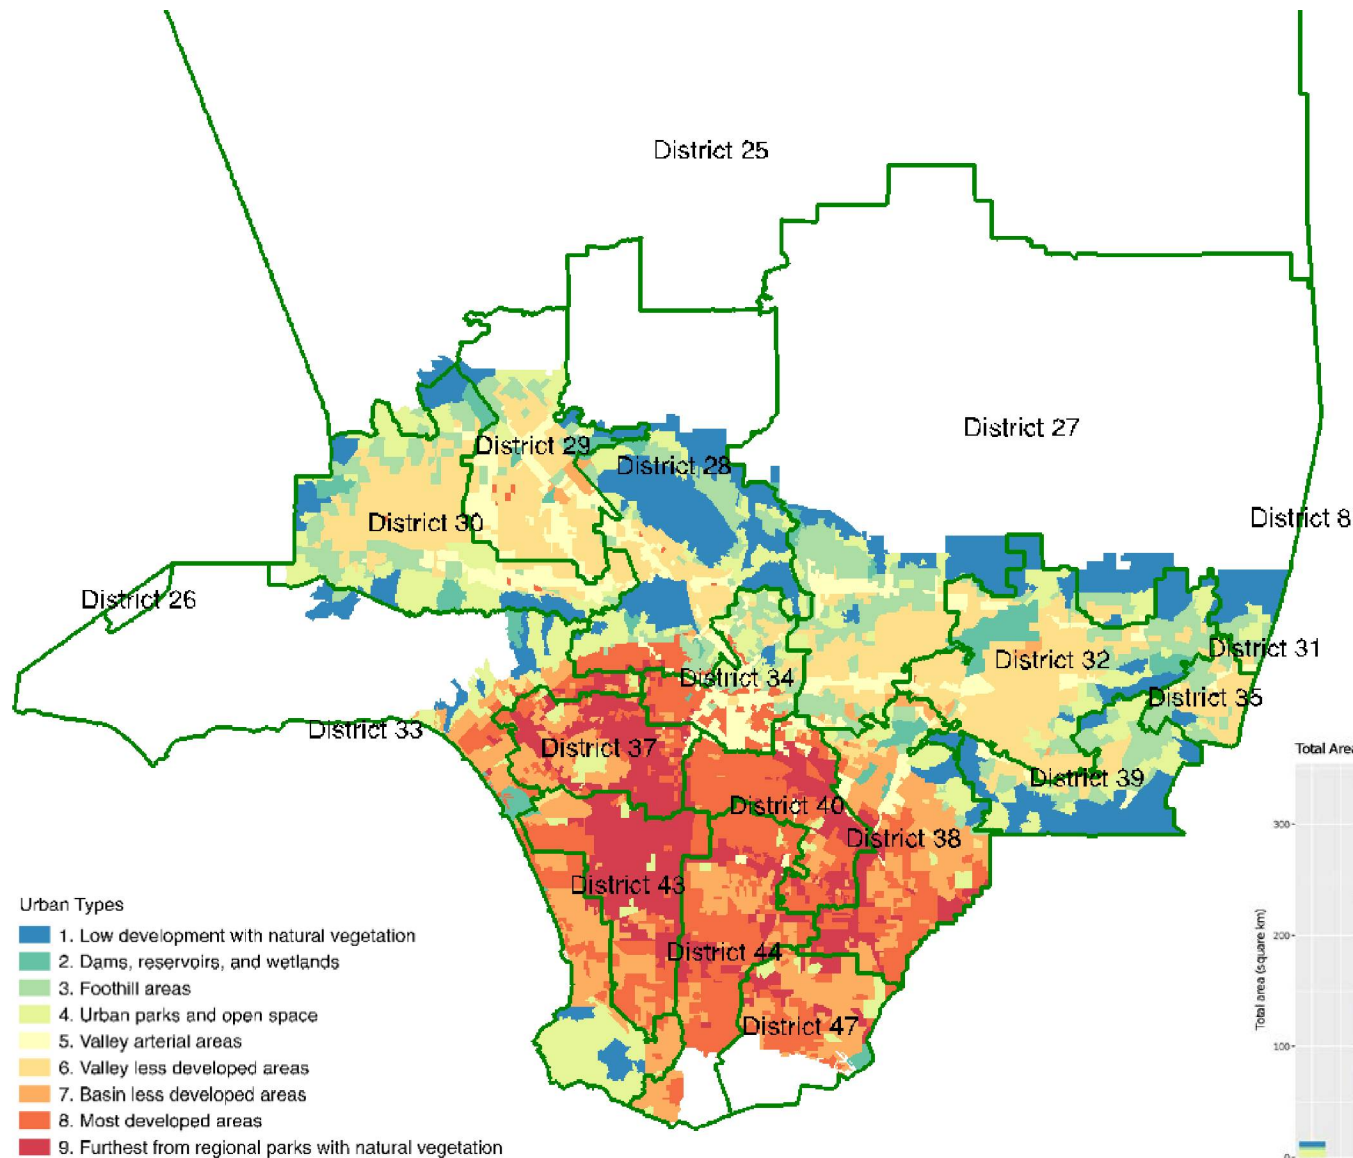 District 25
District 27
District 29
District 28
District 30
District 8
District 26
District 32
District 31
District 34
District 35
District 33
District 37
Total Area
District 39
District 40
300
District 38
District 43
Urban Types
1. Low development with natural vegetation
District 44
2. Dams, reservoirs, and wetlands
200
3. Foothill areas
Total area (square km)
4. Urban parks and open space
District 47
5. Valley arterial areas
100
6. Valley less developed areas
7. Basin less developed areas
8. Most developed areas
9. Furthest from regional parks with natural vegetation
0